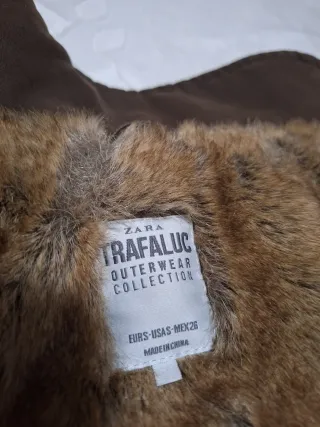 ZARA
TRAFALUC
OUTERWEAR
COLLECTION
EURS-USAS-MEX26
MADE IN CHINA